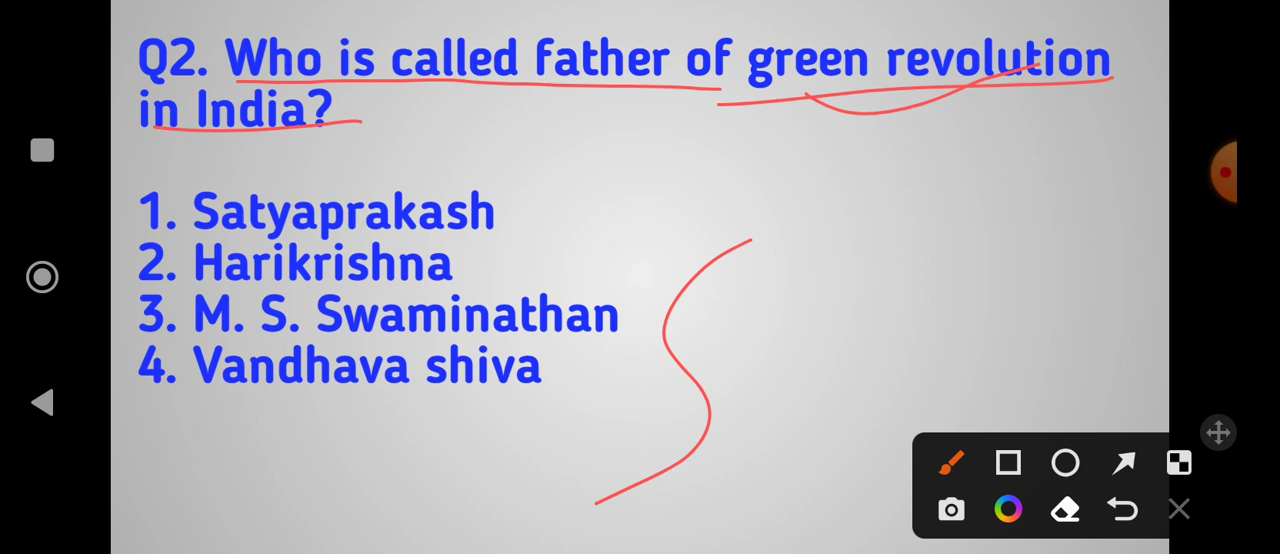 Q2. Who is called father of green revolution
in India?
1. Satyaprakash
2. Harikrishna
3. M. S. Swaminathan
4. Vandhava shiva